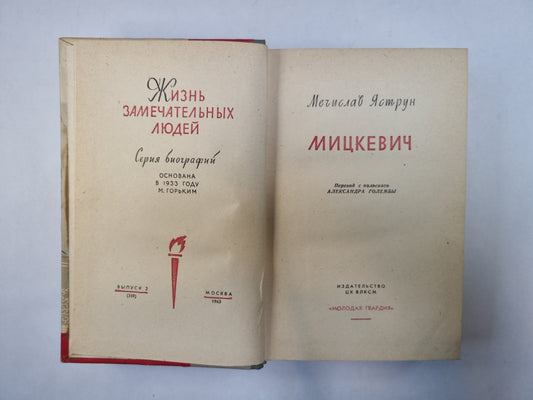 Жизнь
ЗАМЕЧАТЕЛЬНЫХ
ЛЮДЕЙ
Серия биографий
ОСНОВАНА
В 1933 ГОДУ
М. ГОРЬКИМ
ВЫПУСК 2
(359)
МОСКВА
1963
Мечислав Яструн
МИЦКЕВИЧ
Перевод с польского
АЛЕКСАНДРА ГОЛЕМБЫ
ИЗДАТЕЛЬСТВО
ЦК ВЛКСМ
«МОЛОДАЯ ГВАРДИЯ»